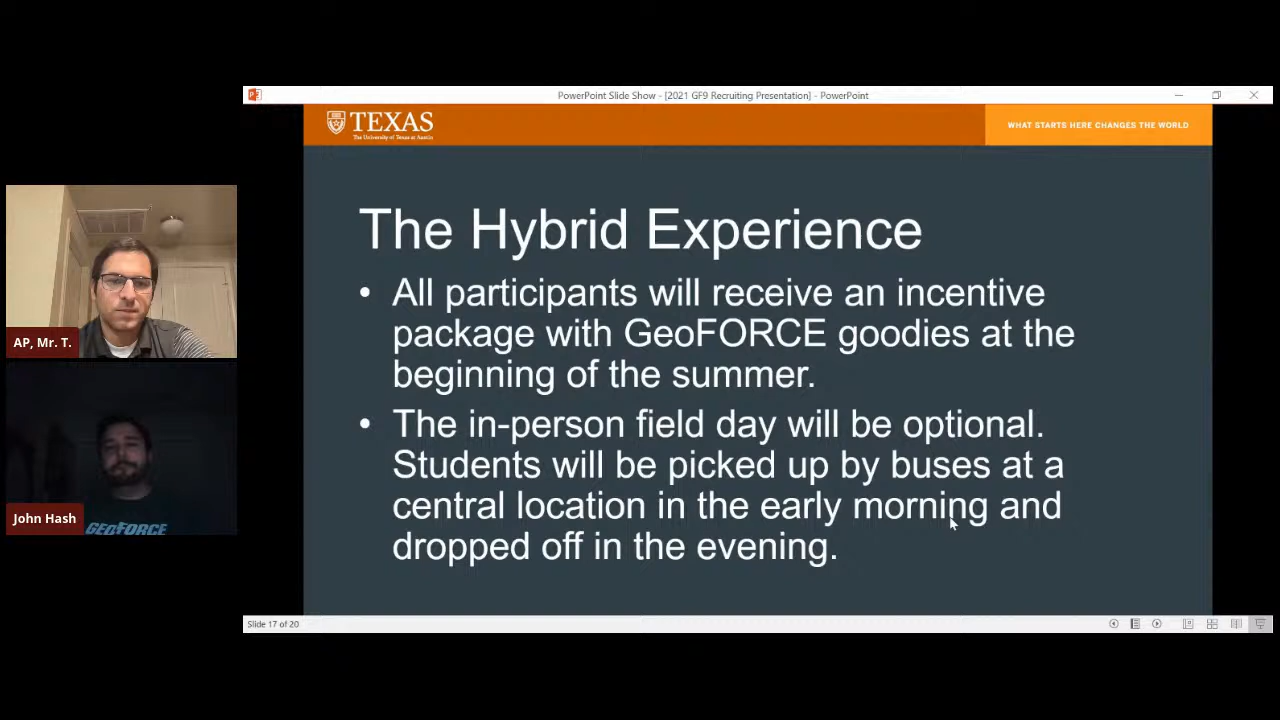 PowerPoint Slide Show - [2021 GF9 Recruiting Presentation] - PowerPoint
TEXAS
The University of Texas at Austin
WHAT STARTS HERE CHANGES THE WORLD
The Hybrid Experience
• All participants will receive an incentive
package with GeoFORCE goodies at the
beginning of the summer.
• The in-person field day will be optional.
Students will be picked up by buses at a
central location in the early morning and
dropped off in the evening.
AP, Mr. T.
John Hash
GEOFORCE
Slide 17 of 20